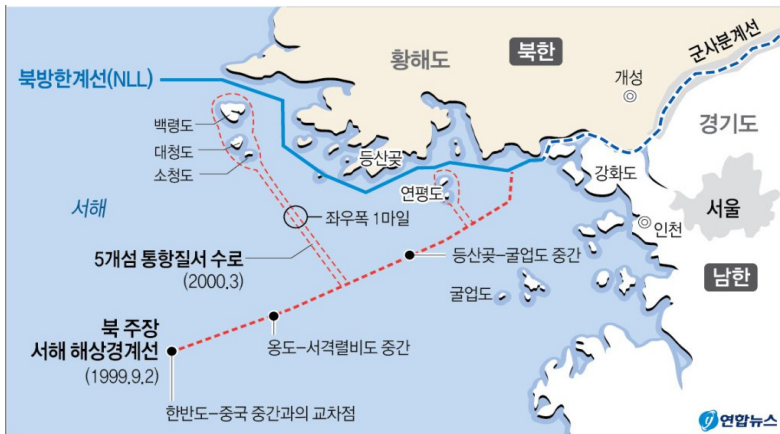 북한
황해도
군사분계선
북방한계선(NLL)
개성
백령도
경기도
대청도
등산곶
소청도
강화도
연평도
서해
좌우폭 1마일
인천
서울
5개섬 통항질서 수로
(2000.3)
등산곶–굴업도 중간
남한
굴업도
북 주장
서해 해상경계선
(1999.9.2)
옹도–서격렬비도 중간
한반도–중국 중간과의 교차점
y 연합뉴스